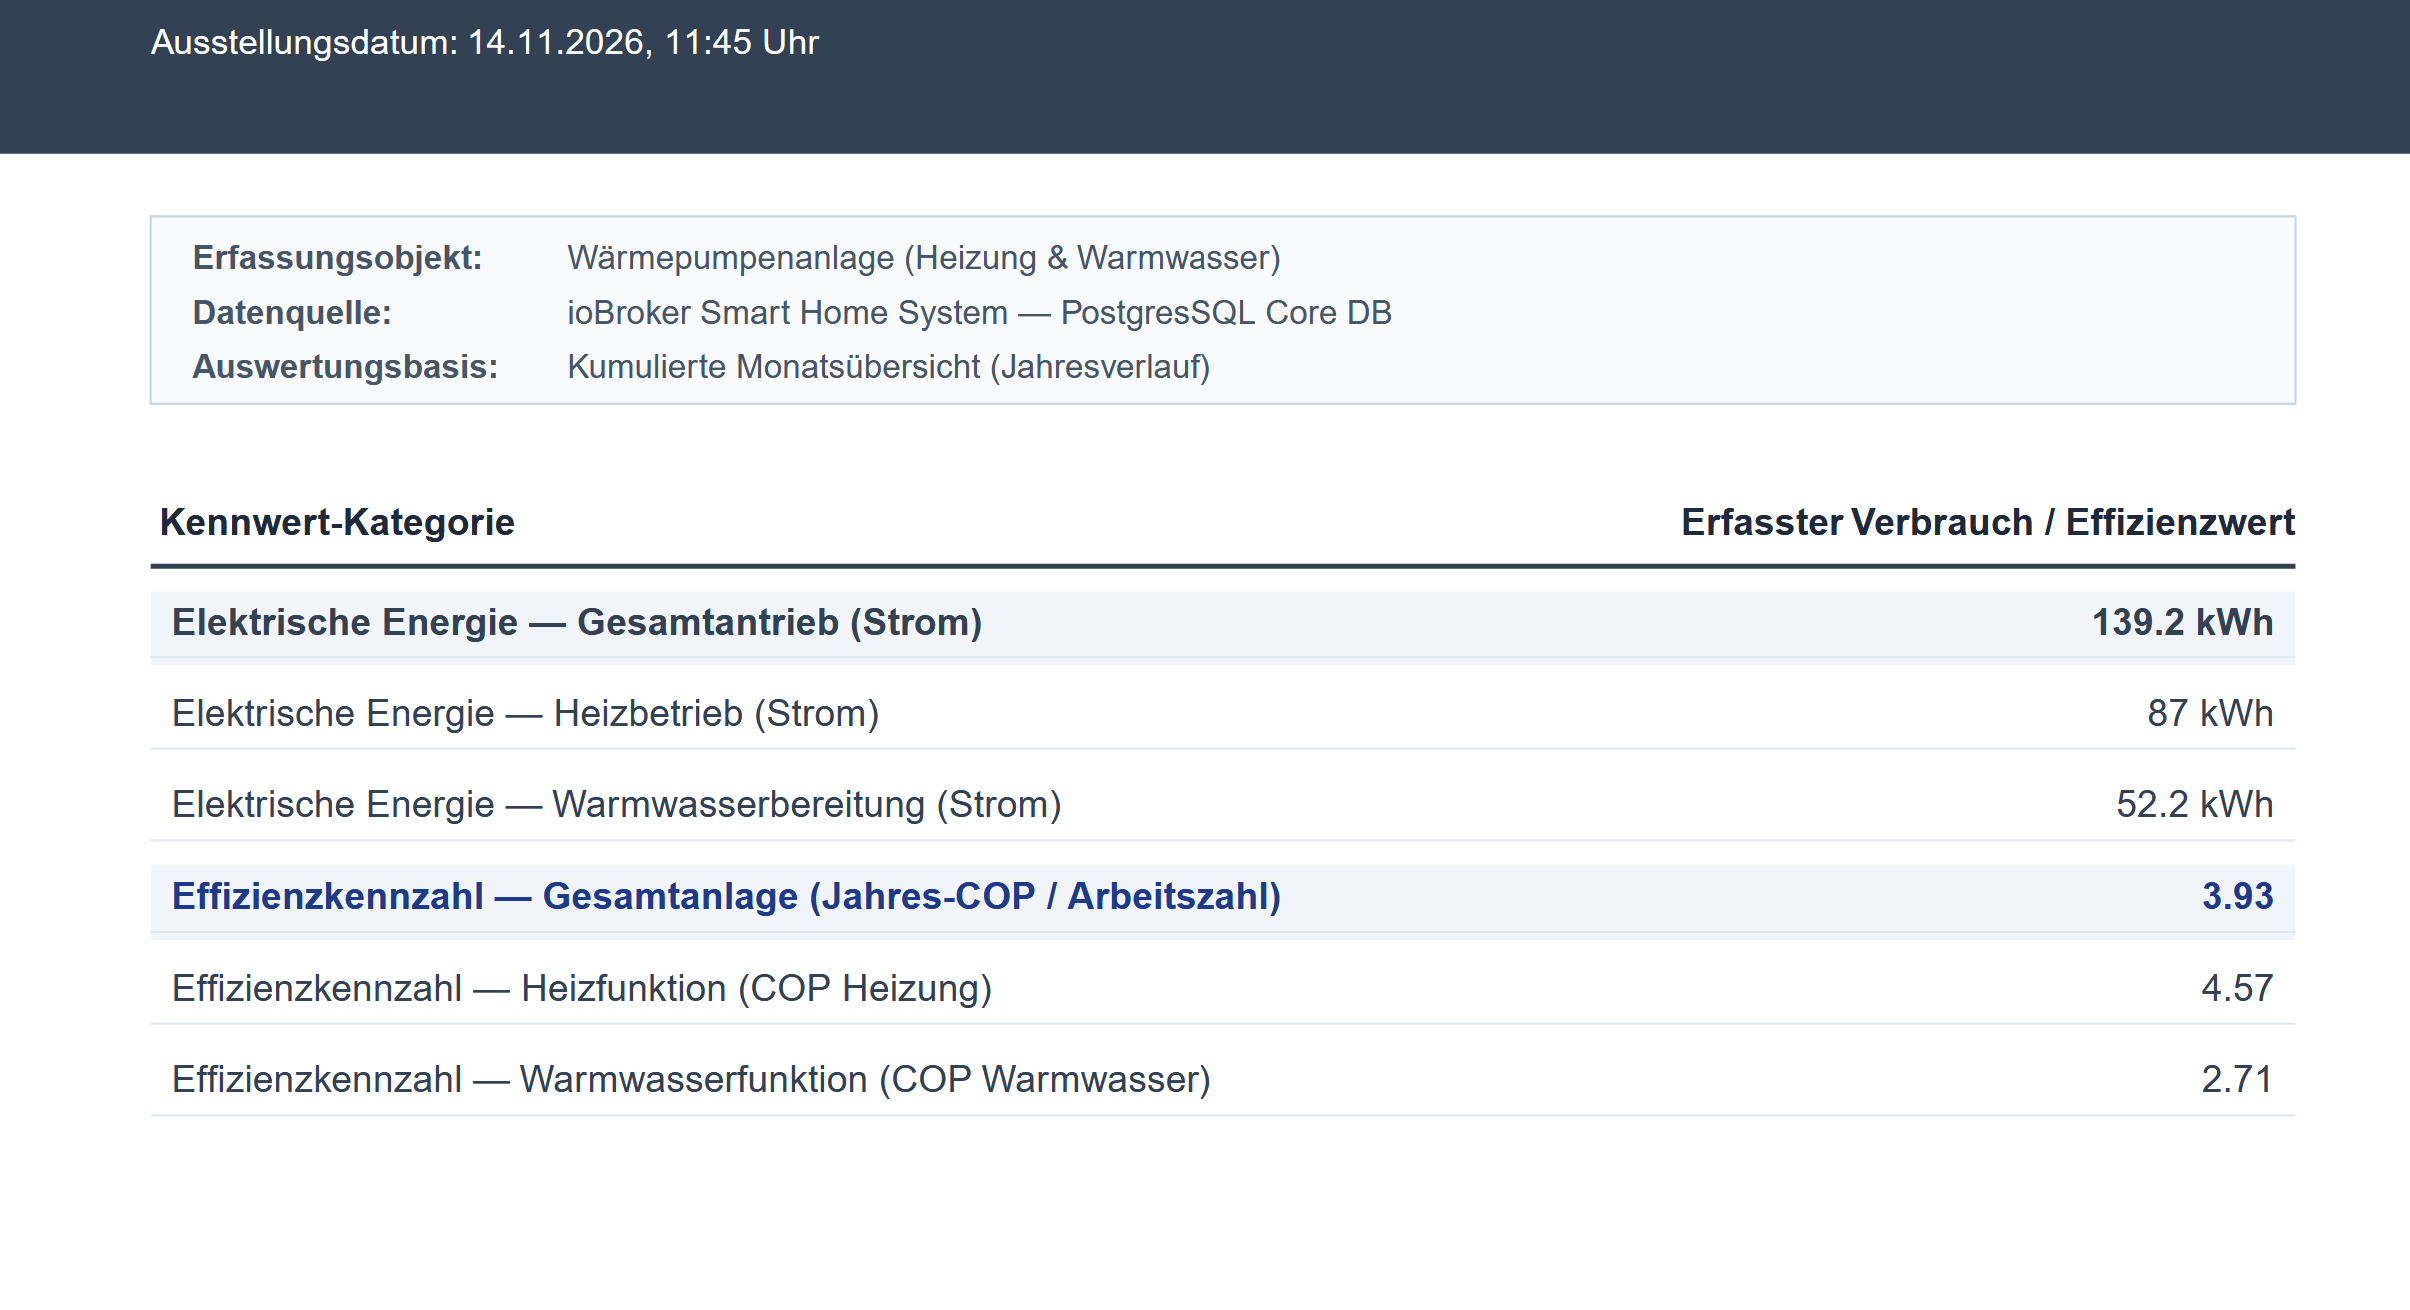 Ausstellungsdatum: 14.11.2026, 11:45 Uhr
Erfassungsobjekt: Wärmepumpenanlage (Heizung & Warmwasser)
Datenquelle: ioBroker Smart Home System — PostgresSQL Core DB
Auswertungsbasis: Kumulierte Monatsübersicht (Jahresverlauf)
Kennwert-Kategorie Erfasster Verbrauch / Effizienzwert
Elektrische Energie — Gesamtantrieb (Strom) 139.2 kWh
Elektrische Energie — Heizbetrieb (Strom) 87 kWh
Elektrische Energie — Warmwasserbereitung (Strom) 52.2 kWh
Effizienzkennzahl — Gesamtanlage (Jahres-COP / Arbeitszahl) 3.93
Effizienzkennzahl — Heizfunktion (COP Heizung) 4.57
Effizienzkennzahl — Warmwasserfunktion (COP Warmwasser) 2.71